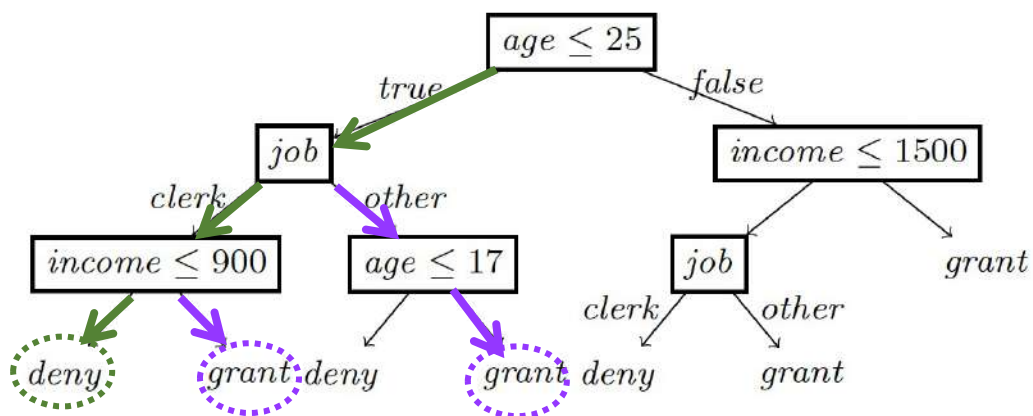 age ≤ 25
true false
job income ≤ 1500
clerk other
income ≤ 900 age ≤ 17 job grant
clerk other
deny grant deny grant deny grant